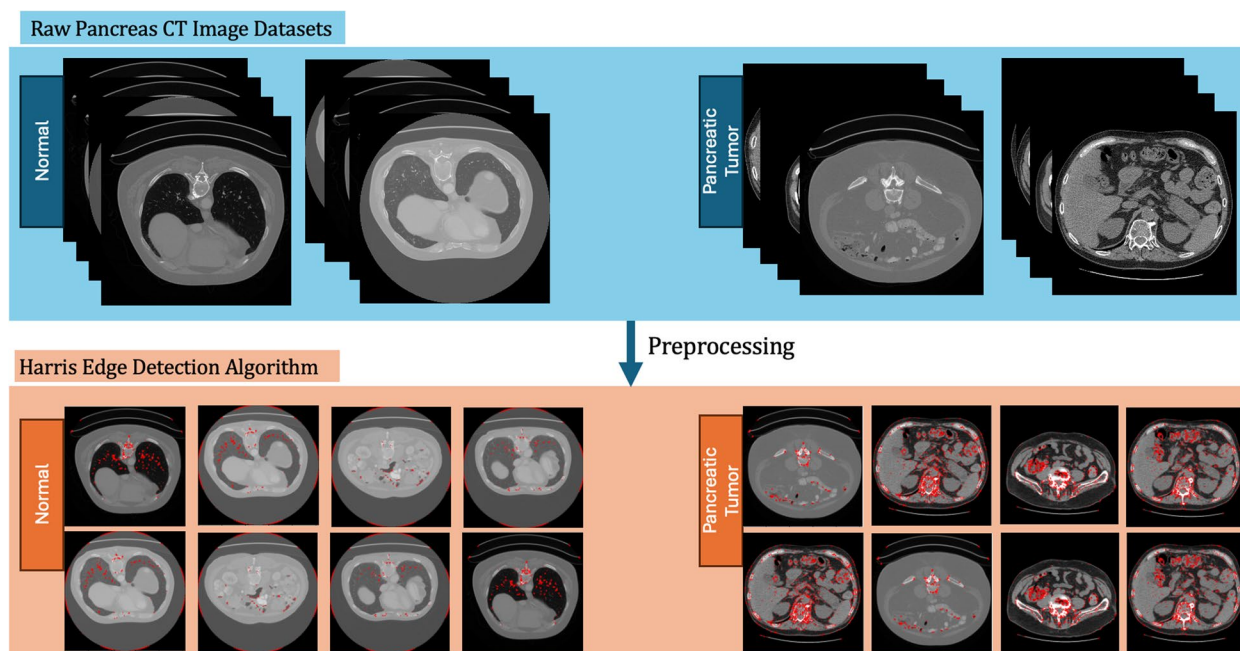 Raw Pancreas CT Image Datasets
Normal
Pancreatic
Tumor
Preprocessing
Harris Edge Detection Algorithm
Normal
Pancreatic
Tumor